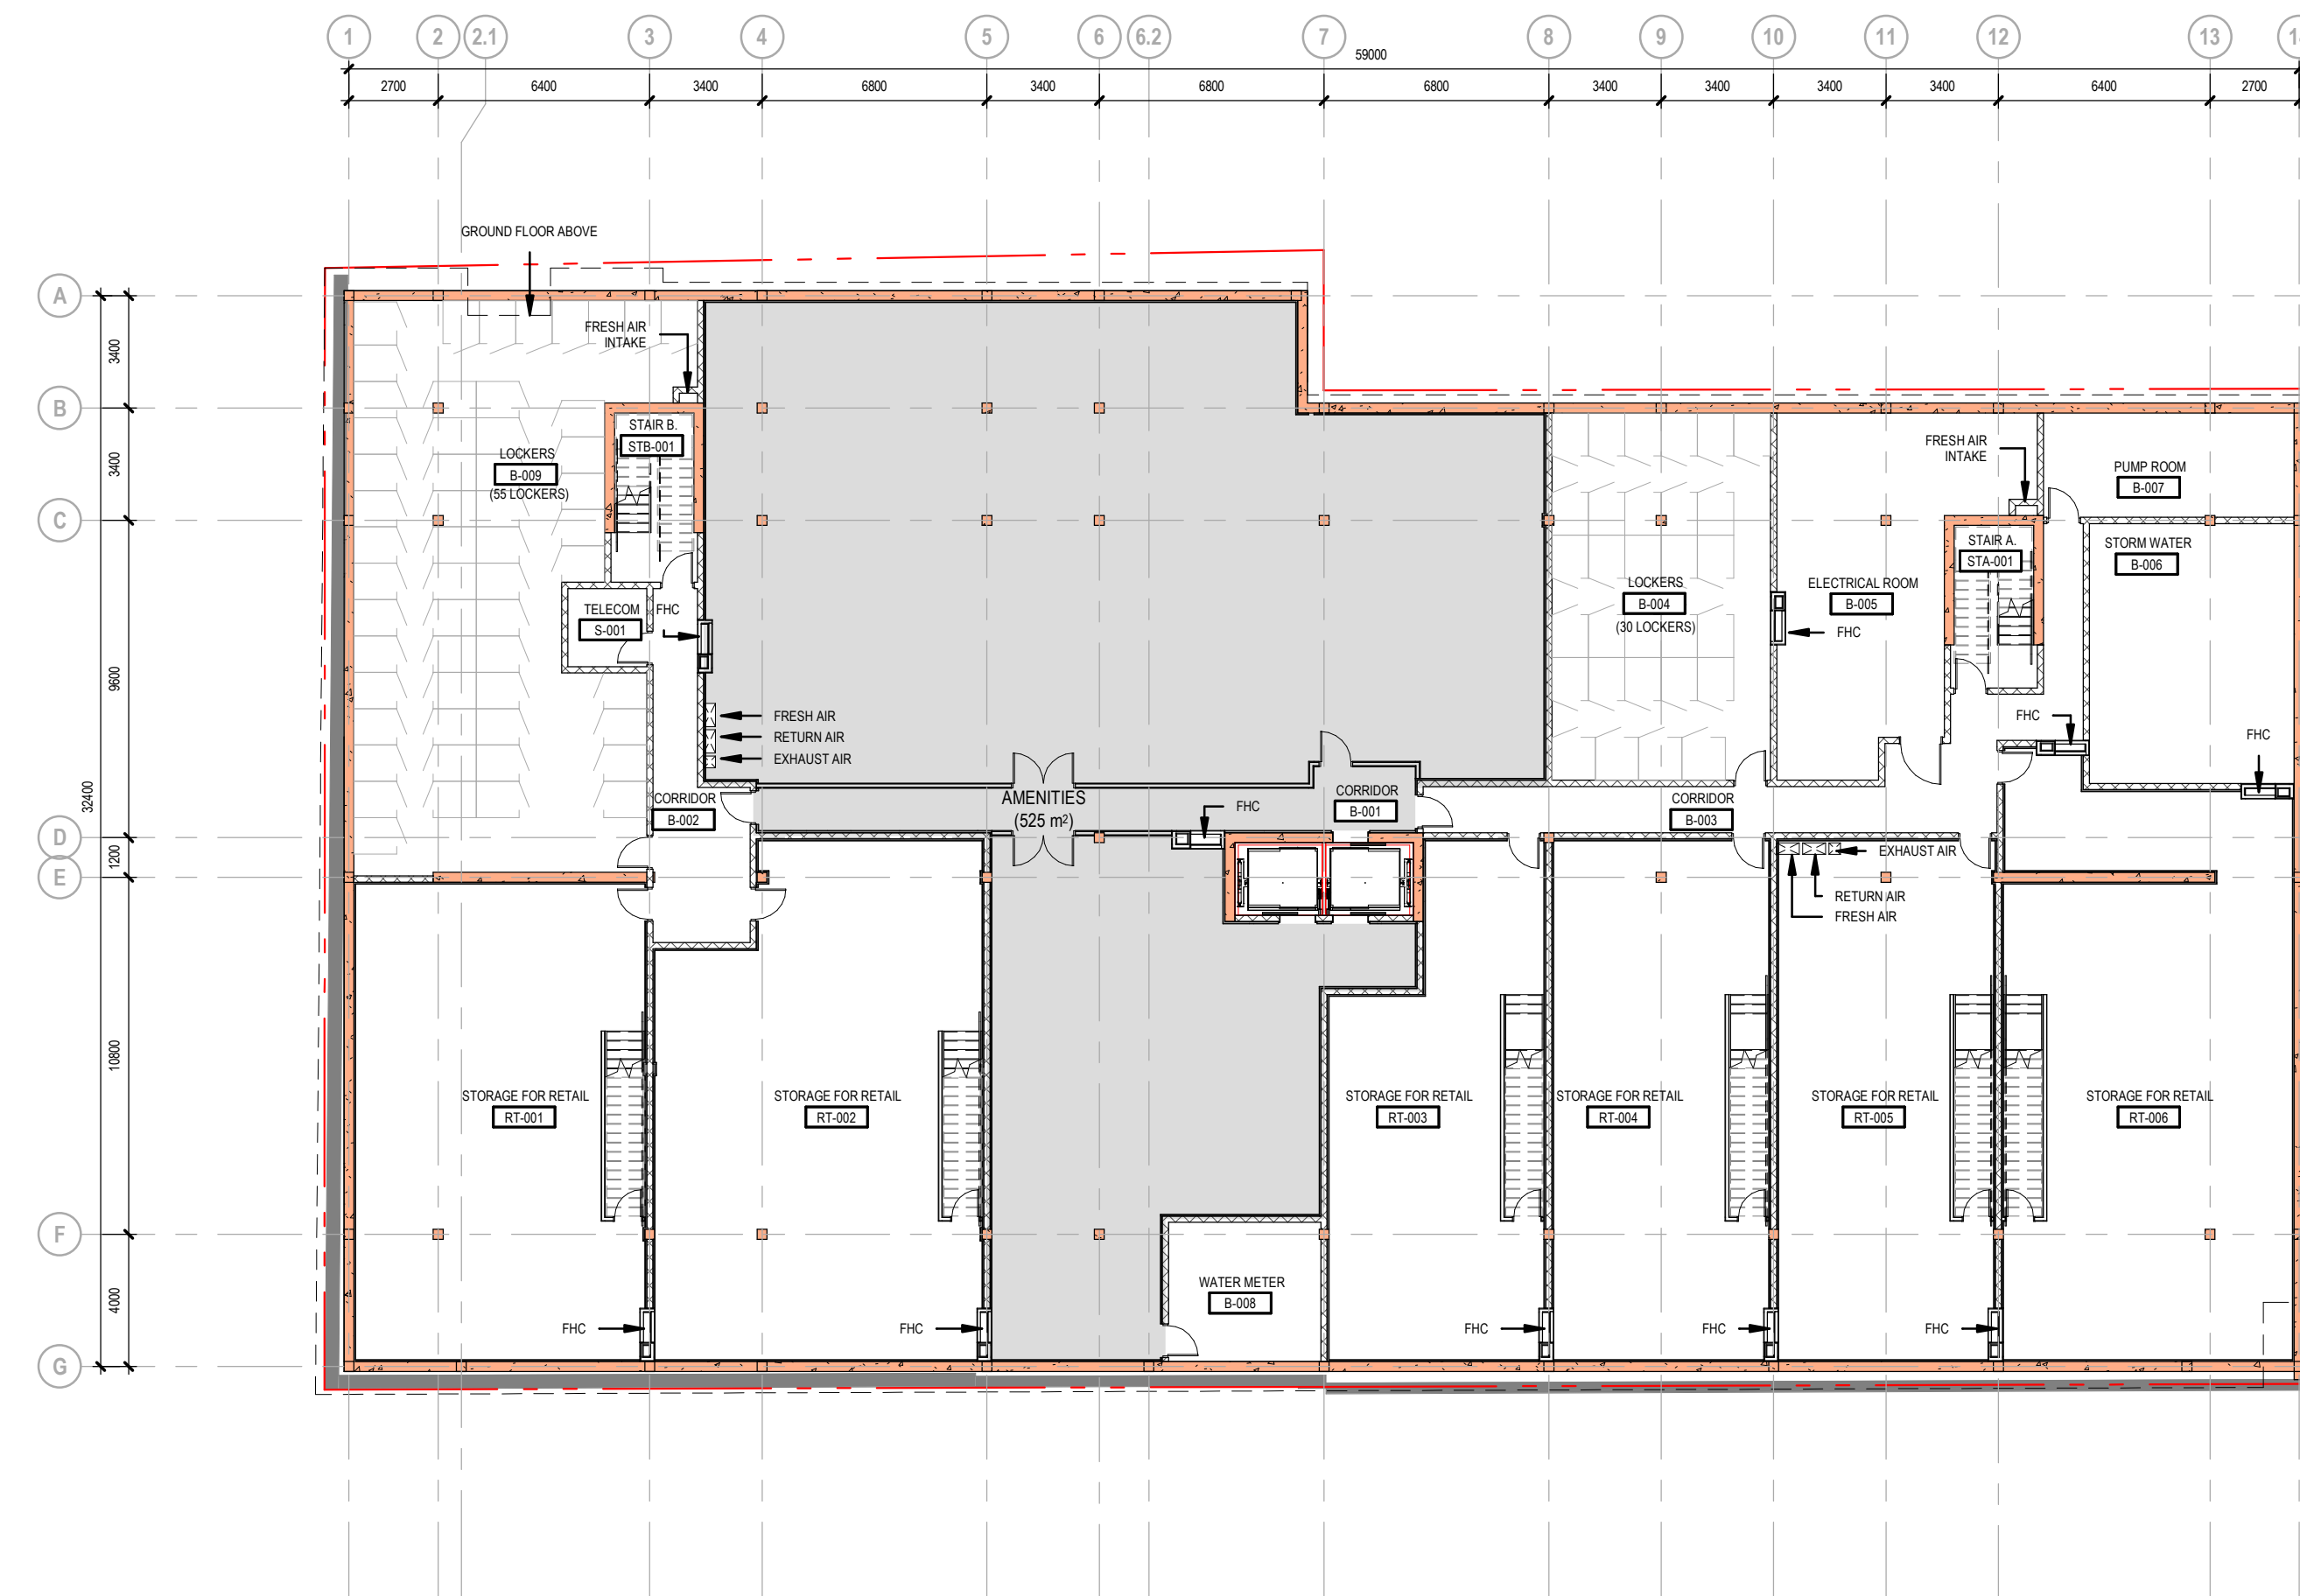 1
2
2.1
3
4
5
6
6.2
7
8
9
10
11
12
13
59000
2700
6400
3400
6800
3400
6800
6800
3400
3400
3400
3400
6400
2700
GROUND FLOOR ABOVE
A
B
C
D
E
F
G
3400
3400
9600
32400
1200
10800
4000
FRESH AIR
INTAKE
STAIR B.
STB-001
LOCKERS
B-009
(55 LOCKERS)
TELECOM
S-001
FHC
FRESH AIR
RETURN AIR
EXHAUST AIR
CORRIDOR
B-002
AMENITIES
(525 m²)
FHC
CORRIDOR
B-001
LOCKERS
B-004
(30 LOCKERS)
ELECTRICAL ROOM
B-005
FHC
FRESH AIR
INTAKE
STAIR A.
STA-001
PUMP ROOM
B-007
STORM WATER
B-006
FHC
FHC
CORRIDOR
B-003
EXHAUST AIR
RETURN AIR
FRESH AIR
STORAGE FOR RETAIL
RT-001
STORAGE FOR RETAIL
RT-002
STORAGE FOR RETAIL
RT-003
STORAGE FOR RETAIL
RT-004
STORAGE FOR RETAIL
RT-005
STORAGE FOR RETAIL
RT-006
WATER METER
B-008
FHC
FHC
FHC
FHC
FHC